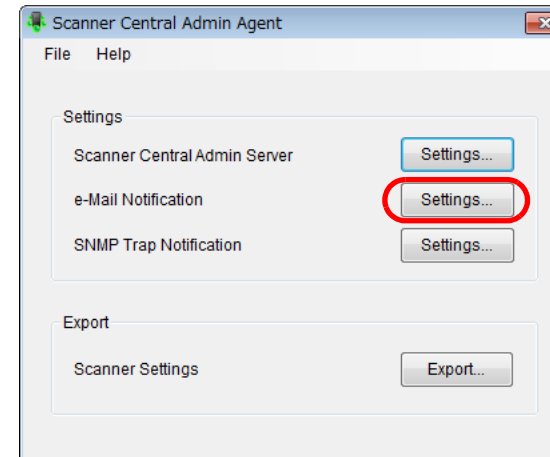 Scanner Central Admin Agent
File Help
Settings
Scanner Central Admin Server Settings...
e-Mail Notification Settings...
SNMP Trap Notification Settings...
Export
Scanner Settings Export...